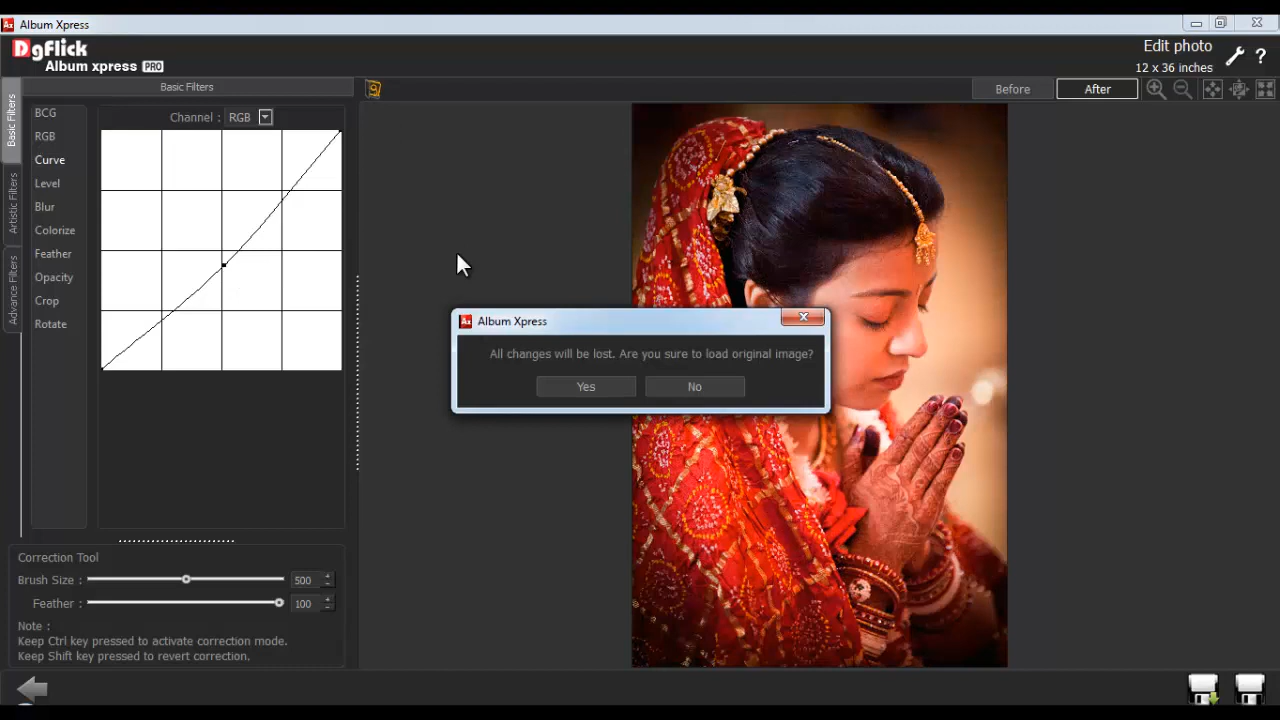 Album Xpress
DgFlick
Album xpress PRO
Edit photo
12 x 36 inches
?
Basic Filters
Before
After
Basic Filters
Artistic Filters
Advance Filters
BCG
RGB
Curve
Level
Blur
Colorize
Feather
Opacity
Crop
Rotate
Channel : RGB
Album Xpress
All changes will be lost. Are you sure to load original image?
Yes
No
Correction Tool
Brush Size : 500
Feather : 100
Note :
Keep Ctrl key pressed to activate correction mode.
Keep Shift key pressed to revert correction.